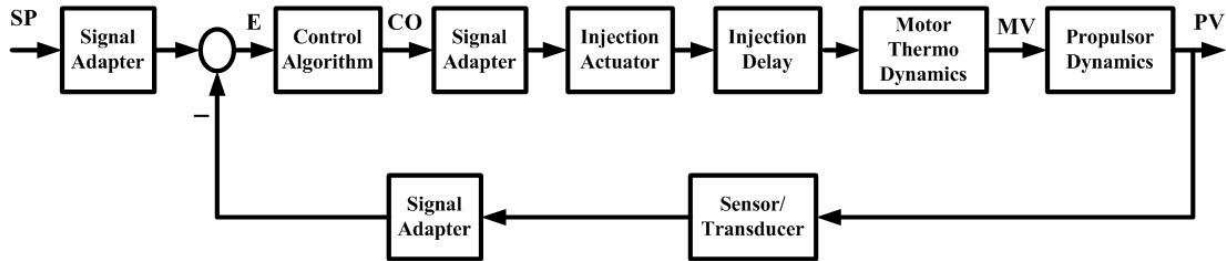 SP
Signal
Adapter
E
Control
Algorithm
CO
Signal
Adapter
Injection
Actuator
Injection
Delay
Motor
Thermo
Dynamics
MV
Propulsor
Dynamics
PV
−
Signal
Adapter
Sensor/
Transducer